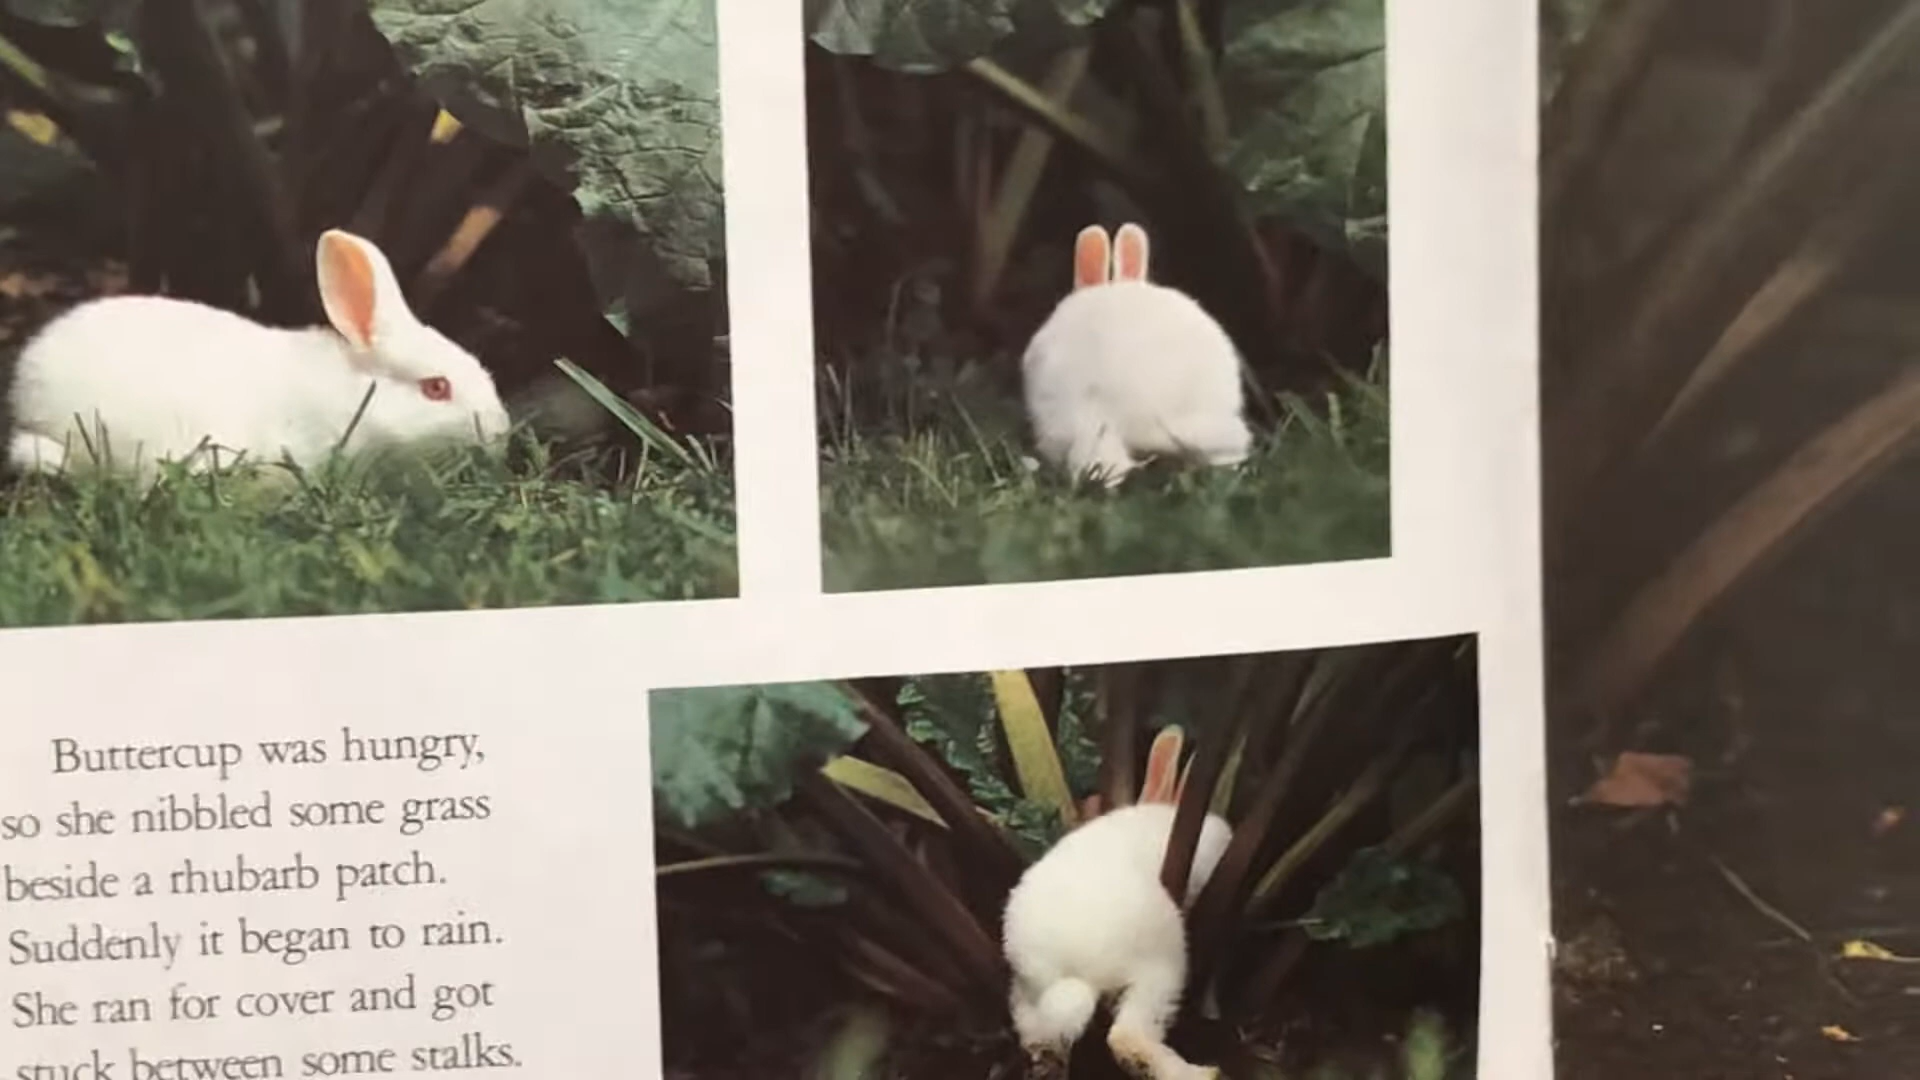 Buttercup was hungry,
so she nibbled some grass
beside a rhubarb patch.
Suddenly it began to rain.
She ran for cover and got
stuck between some stalks.